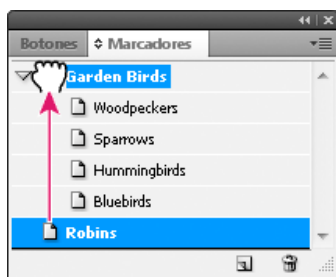 Botones Marcadores
Garden Birds
Woodpeckers
Sparrows
Hummingbirds
Bluebirds
Robins